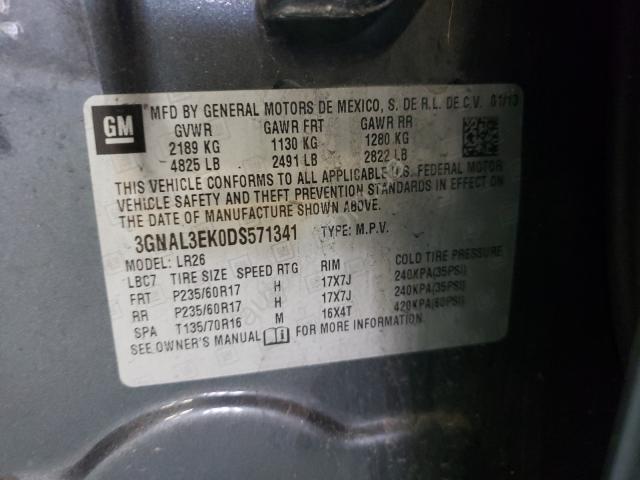 GM
MFD BY GENERAL MOTORS DE MEXICO, S. DE R.L. DE C.V. 01/13
GVWR GAWR FRT GAWR RR
2189 KG 1130 KG 1280 KG
4825 LB 2491 LB 2822 LB
THIS VEHICLE CONFORMS TO ALL APPLICABLE U.S. FEDERAL MOTOR
VEHICLE SAFETY AND THEFT PREVENTION STANDARDS IN EFFECT ON
THE DATE OF MANUFACTURE SHOWN ABOVE.
3GNAL3EK0DS571341 TYPE: M.P.V.
MODEL: LR26
LBC7 TIRE SIZE SPEED RTG RIM COLD TIRE PRESSURE
FRT P235/60R17 H 17X7J 240KPA(35PSI)
RR P235/60R17 H 17X7J 240KPA(35PSI)
SPA T135/70R16 M 16X4T 420KPA(60PSI)
SEE OWNER'S MANUAL FOR MORE INFORMATION.